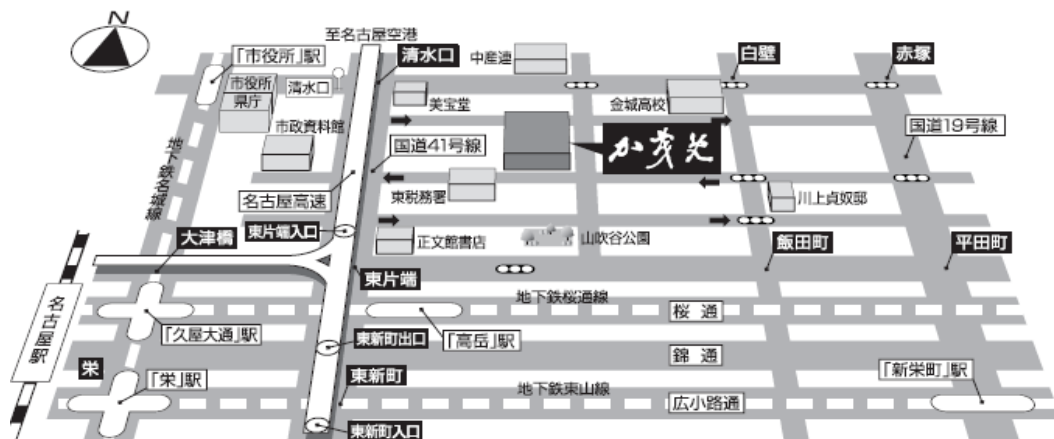 N
至名古屋空港
「市役所」駅
清水口
中産連
白壁
赤塚
市役所
県庁
清水口
美宝堂
金城高校
市政資料館
国道41号線
か茂免
国道19号線
地下鉄名城線
名古屋高速
東税務署
川上貞奴邸
大津橋
東片端入口
正文館書店
山吹谷公園
飯田町
平田町
東片端
名古屋駅
地下鉄桜通線
桜通
「久屋大通」駅
東新町出口
「高岳」駅
錦通
栄
「栄」駅
東新町
地下鉄東山線
「新栄町」駅
広小路通
東新町入口